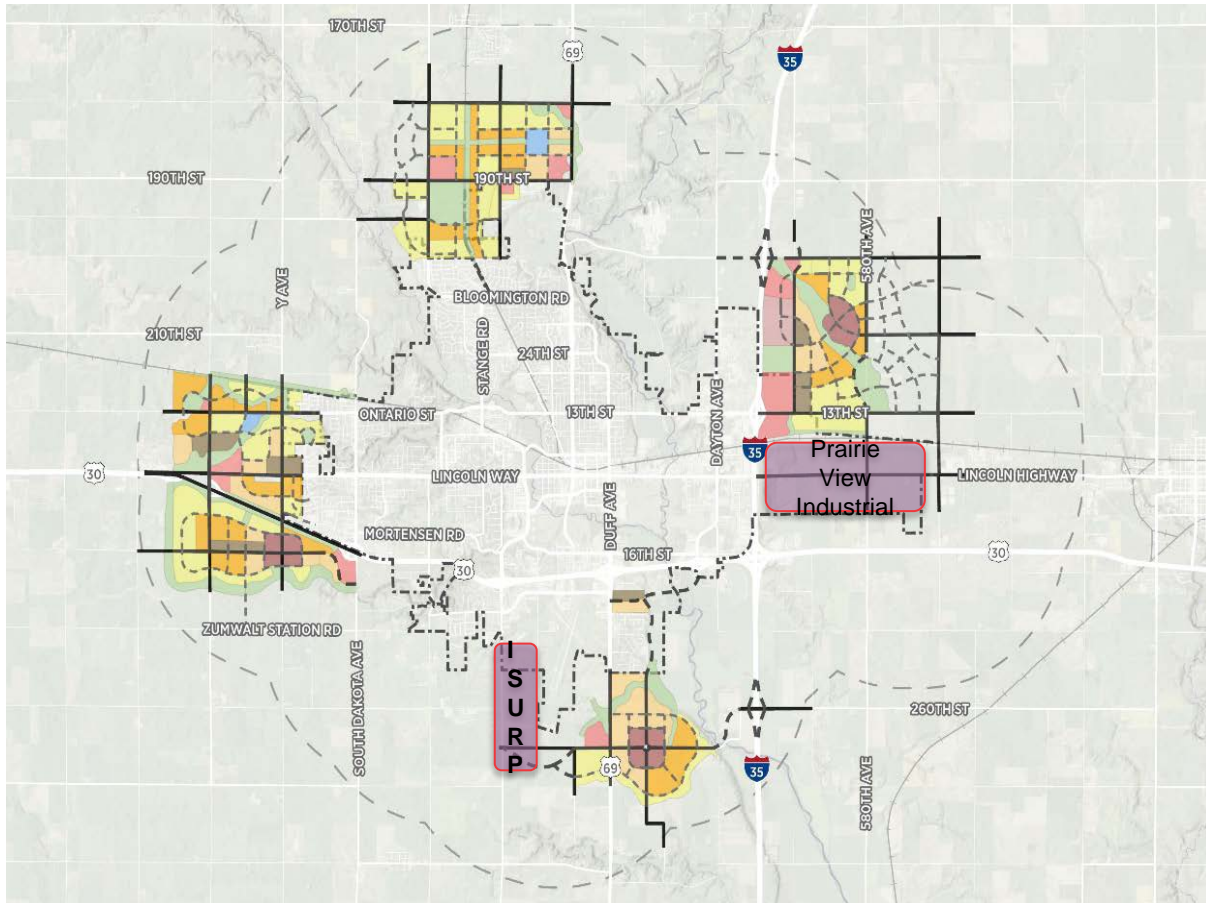 170TH ST
69
35
190TH ST
190TH ST
580TH AVE
Y AVE
BLOOMINGTON RD
210TH ST
STANGE RD
24TH ST
DAYTON AVE
ONTARIO ST
13TH ST
13TH ST
35
Prairie
View
Industrial
30
LINCOLN WAY
LINCOLN HIGHWAY
DUFF AVE
MORTENSEN RD
16TH ST
30
30
ZUMWALT STATION RD
I
S
U
R
P
SOUTH DAKOTA AVE
260TH ST
69
35
580TH AVE